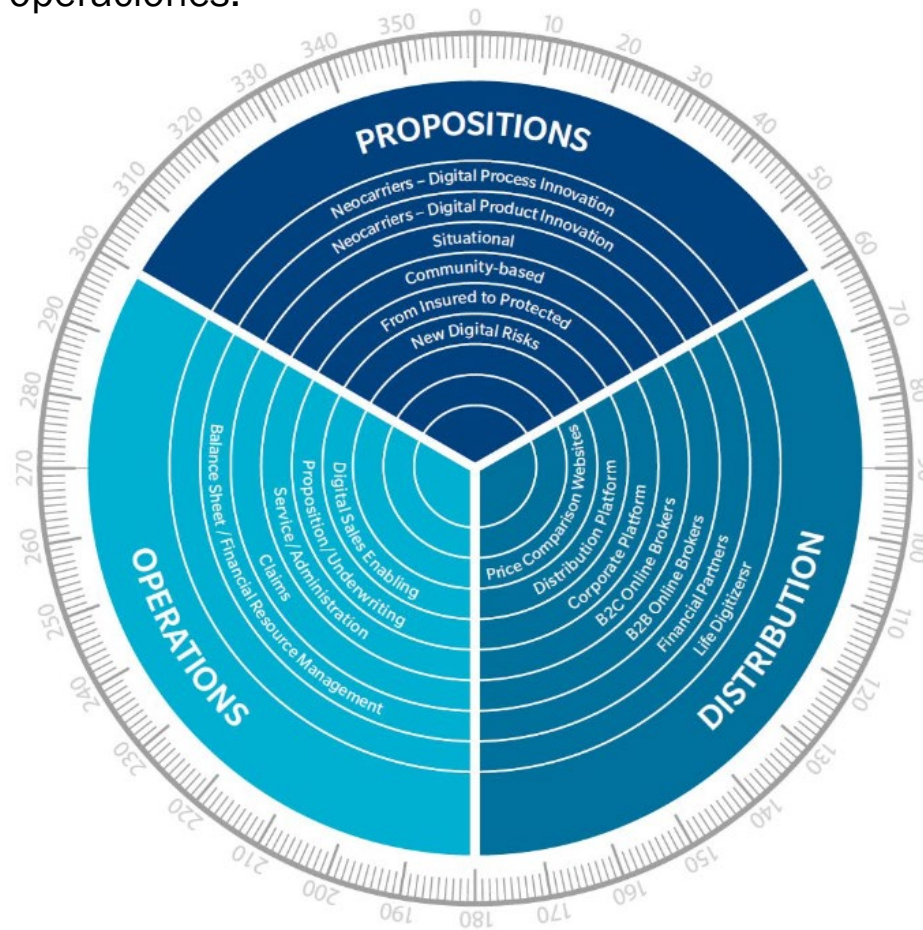 operaciones.
0
10
20
30
40
50
60
70
80
90
100
110
120
130
140
150
160
170
180
190
200
210
220
230
240
250
260
270
280
290
300
310
320
330
340
350
PROPOSITIONS
Neocarriers – Digital Process Innovation
Neocarriers – Digital Product Innovation
Situational
Community-based
From Insured to Protected
New Digital Risks
DISTRIBUTION
Price Comparison Websites
Distribution Platform
Corporate Platform
B2C Online Brokers
B2B Online Brokers
Financial Partners
Life Digitizersr
OPERATIONS
Digital Sales Enabling
Proposition / Underwriting
Service / Administration
Claims
Balance Sheet / Financial Resource Management